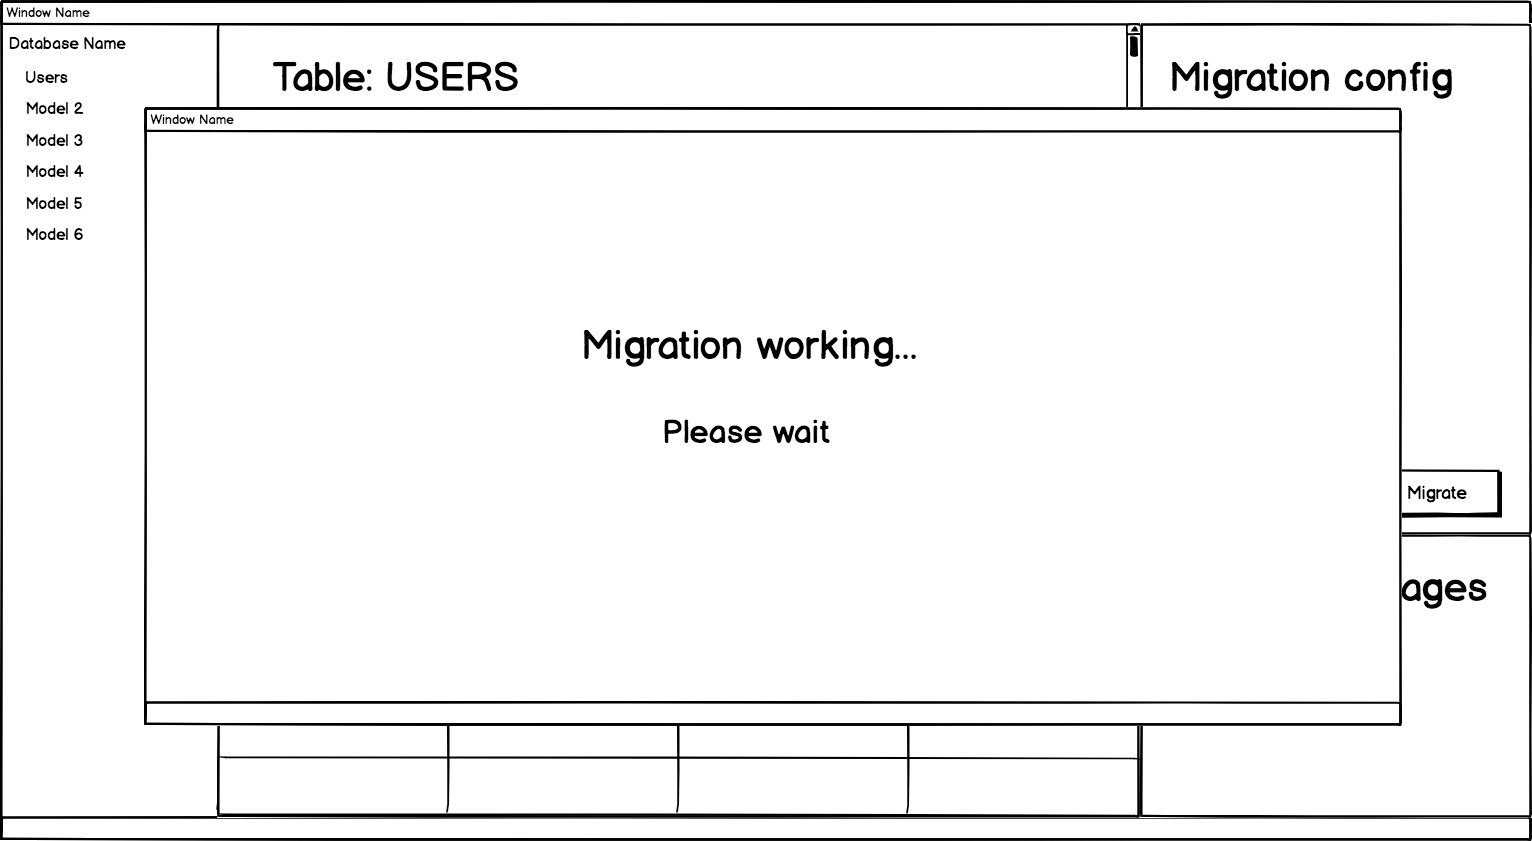 Window Name
Database Name
Users
Model 2
Model 3
Model 4
Model 5
Model 6
Table: USERS
Migration config
Window Name
Migration working...
Please wait
Migrate
ages